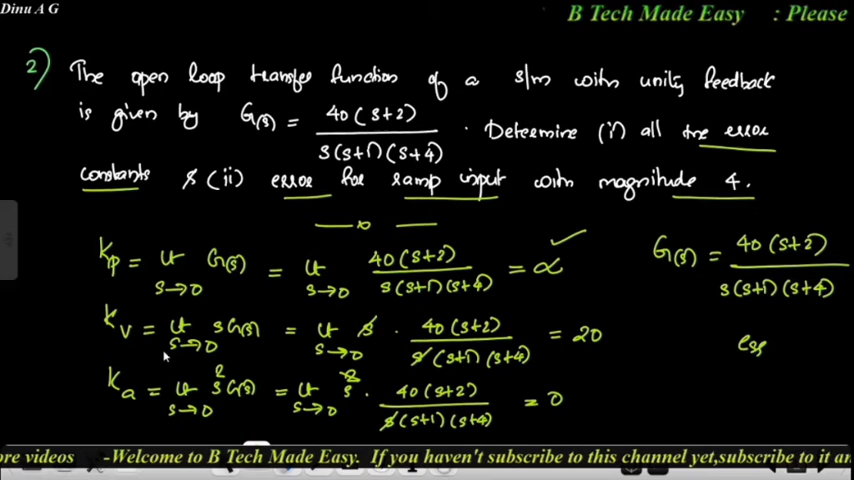 Dinu A G
B Tech Made Easy : Please
2) The open loop transfer function of a s/m with unity feedback
is given by G(s) = 40(s+2) / s(s+1)(s+4) . Determine (i) all the error
constants & (ii) error for ramp input with magnitude 4.
Kp = lt s→0 G(s) = lt s→0 40(s+2) / s(s+1)(s+4) = ∝ ✓
G(s) = 40(s+2) / s(s+1)(s+4)
Kv = lt s→0 sG(s) = lt s→0 s · 40(s+2) / s(s+1)(s+4) = 20
ess
Ka = lt s→0 s²G(s) = lt s→0 s² · 40(s+2) / s(s+1)(s+4) = 0
ore videos -Welcome to B Tech Made Easy. If you haven't subscribe to this channel yet,subscribe to it an